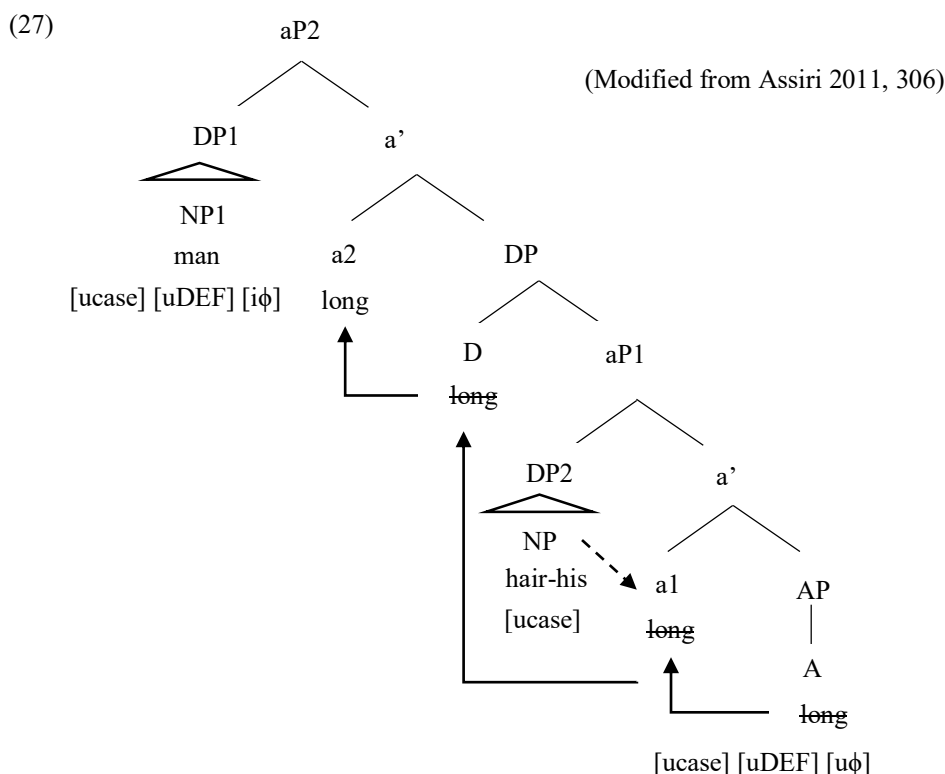 (27)
aP2
(Modified from Assiri 2011, 306)
DP1 a’
NP1
man a2 DP
[ucase] [uDEF] [iϕ] long
D aP1
long
DP2 a’
NP
hair-his a1 AP
[ucase] long
A
long
[ucase] [uDEF] [uϕ]